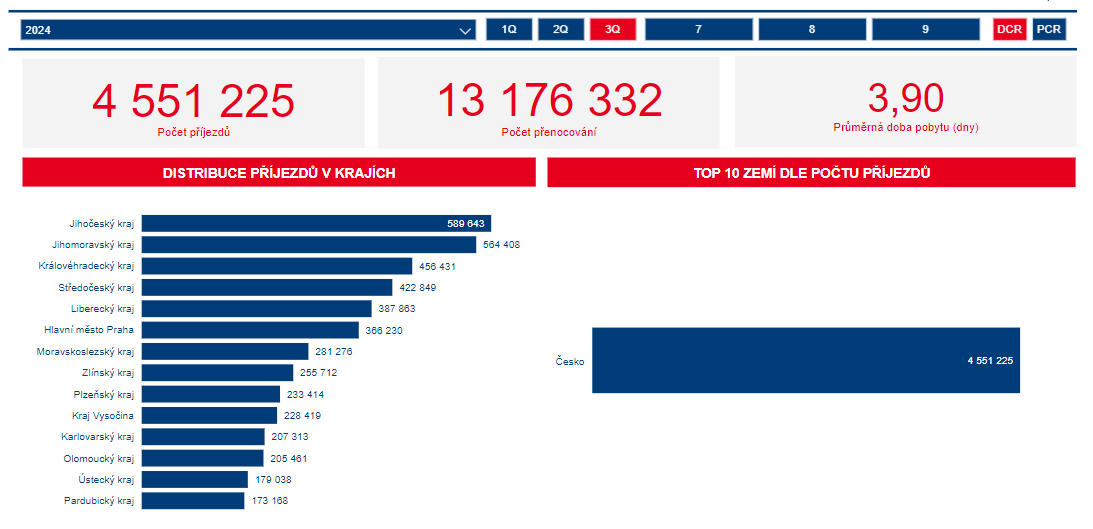 2024 1Q 2Q 3Q 7 8 9 DCR PCR
4 551 225
Počet příjezdů
13 176 332
Počet přenocování
3,90
Průměrná doba pobytu (dny)
DISTRIBUCE PŘÍJEZDŮ V KRAJÍCH
Jihočeský kraj 589 643
Jihomoravský kraj 564 408
Královéhradecký kraj 456 431
Středočeský kraj 422 849
Liberecký kraj 387 863
Hlavní město Praha 366 230
Moravskoslezský kraj 281 276
Zlínský kraj 255 712
Plzeňský kraj 233 414
Kraj Vysočina 228 419
Karlovarský kraj 207 313
Olomoucký kraj 205 461
Ústecký kraj 179 038
Pardubický kraj 173 168
TOP 10 ZEMÍ DLE POČTU PŘÍJEZDŮ
Česko 4 551 225